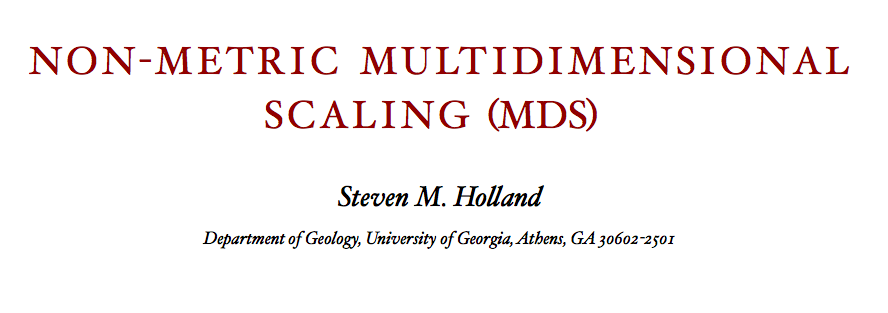 NON-METRIC MULTIDIMENSIONAL
SCALING (MDS)
Steven M. Holland
Department of Geology, University of Georgia, Athens, GA 30602-2501